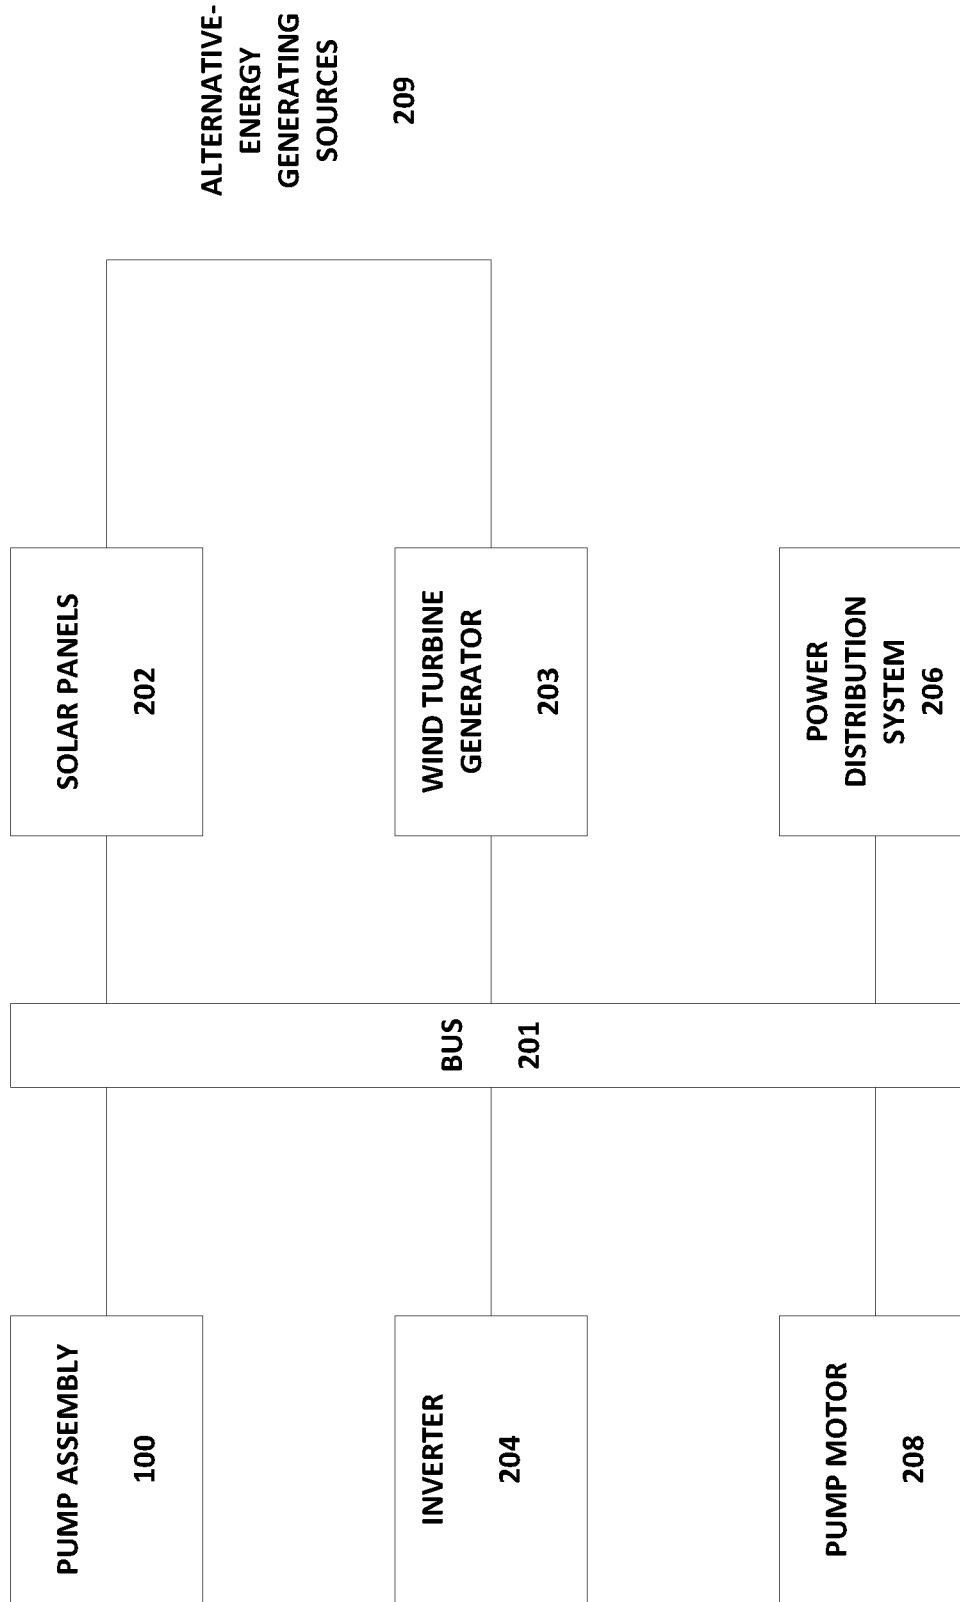 PUMP ASSEMBLY
100
INVERTER
204
PUMP MOTOR
208
BUS
201
SOLAR PANELS
202
WIND TURBINE
GENERATOR
203
POWER
DISTRIBUTION
SYSTEM
206
ALTERNATIVE-
ENERGY
GENERATING
SOURCES
209